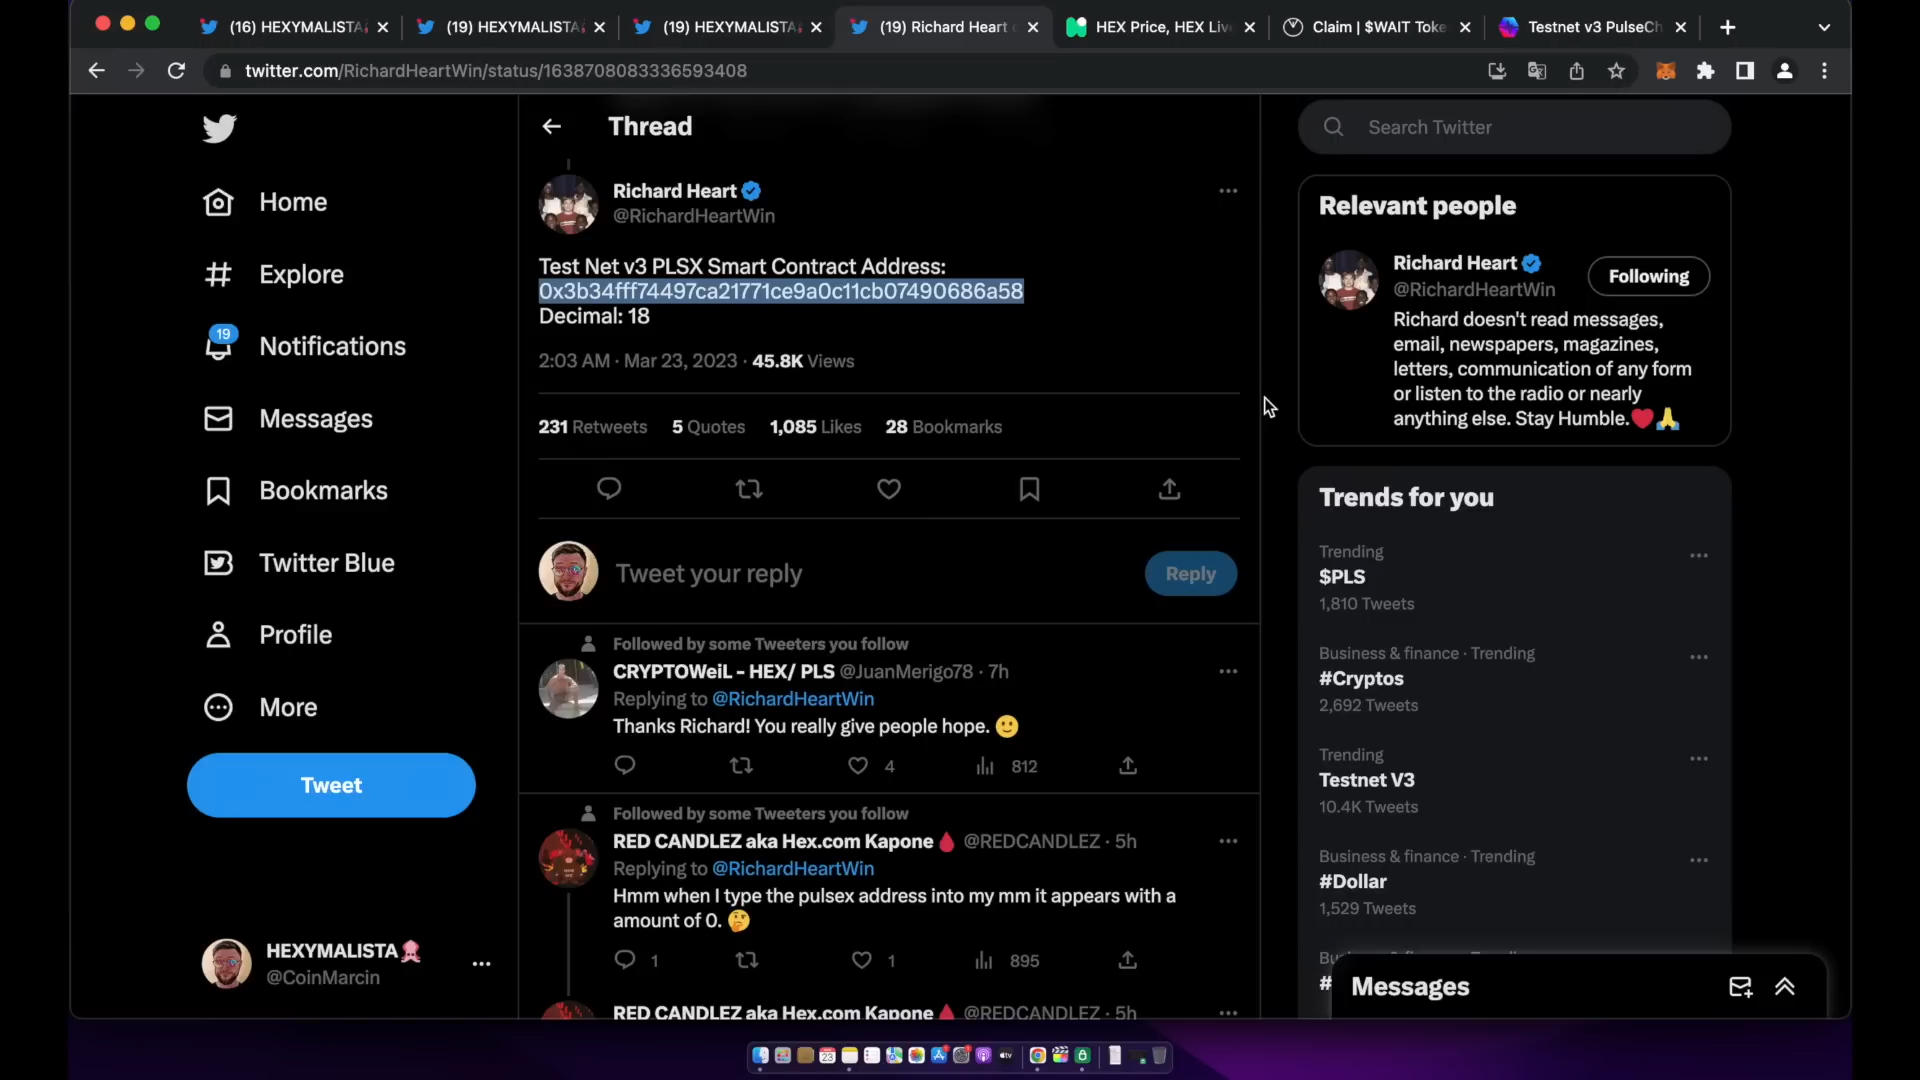 (16) HEXYMALISTA
(19) HEXYMALISTA
(19) HEXYMALISTA
(19) Richard Heart
HEX Price, HEX Liv
Claim | $WAIT Toke
Testnet v3 PulseCh
twitter.com/RichardHeartWin/status/1638708083336593408
Home
Explore
19
Notifications
Messages
Bookmarks
Twitter Blue
Profile
More
Tweet
HEXYMALISTA
@CoinMarcin
Thread
Richard Heart
@RichardHeartWin
Test Net v3 PLSX Smart Contract Address:
0x3b34fff74497ca21771ce9a0c11cb07490686a58
Decimal: 18
2:03 AM · Mar 23, 2023 · 45.8K Views
231 Retweets 5 Quotes 1,085 Likes 28 Bookmarks
Tweet your reply
Reply
Followed by some Tweeters you follow
CRYPTOWeiL - HEX/ PLS @JuanMerigo78 · 7h
Replying to @RichardHeartWin
Thanks Richard! You really give people hope. 🙂
4 812
Followed by some Tweeters you follow
RED CANDLEZ aka Hex.com Kapone🩸 @REDCANDLEZ · 5h
Replying to @RichardHeartWin
Hmm when I type the pulsex address into my mm it appears with a
amount of 0. 🤔
1 1 895
RED CANDLEZ aka Hex.com Kapone🩸 @REDCANDLEZ · 5h
Search Twitter
Relevant people
Richard Heart
@RichardHeartWin
Following
Richard doesn't read messages,
email, newspapers, magazines,
letters, communication of any form
or listen to the radio or nearly
anything else. Stay Humble.❤️🙏
Trends for you
Trending
$PLS
1,810 Tweets
Business & finance · Trending
#Cryptos
2,692 Tweets
Trending
Testnet V3
10.4K Tweets
Business & finance · Trending
#Dollar
1,529 Tweets
#
Messages
23